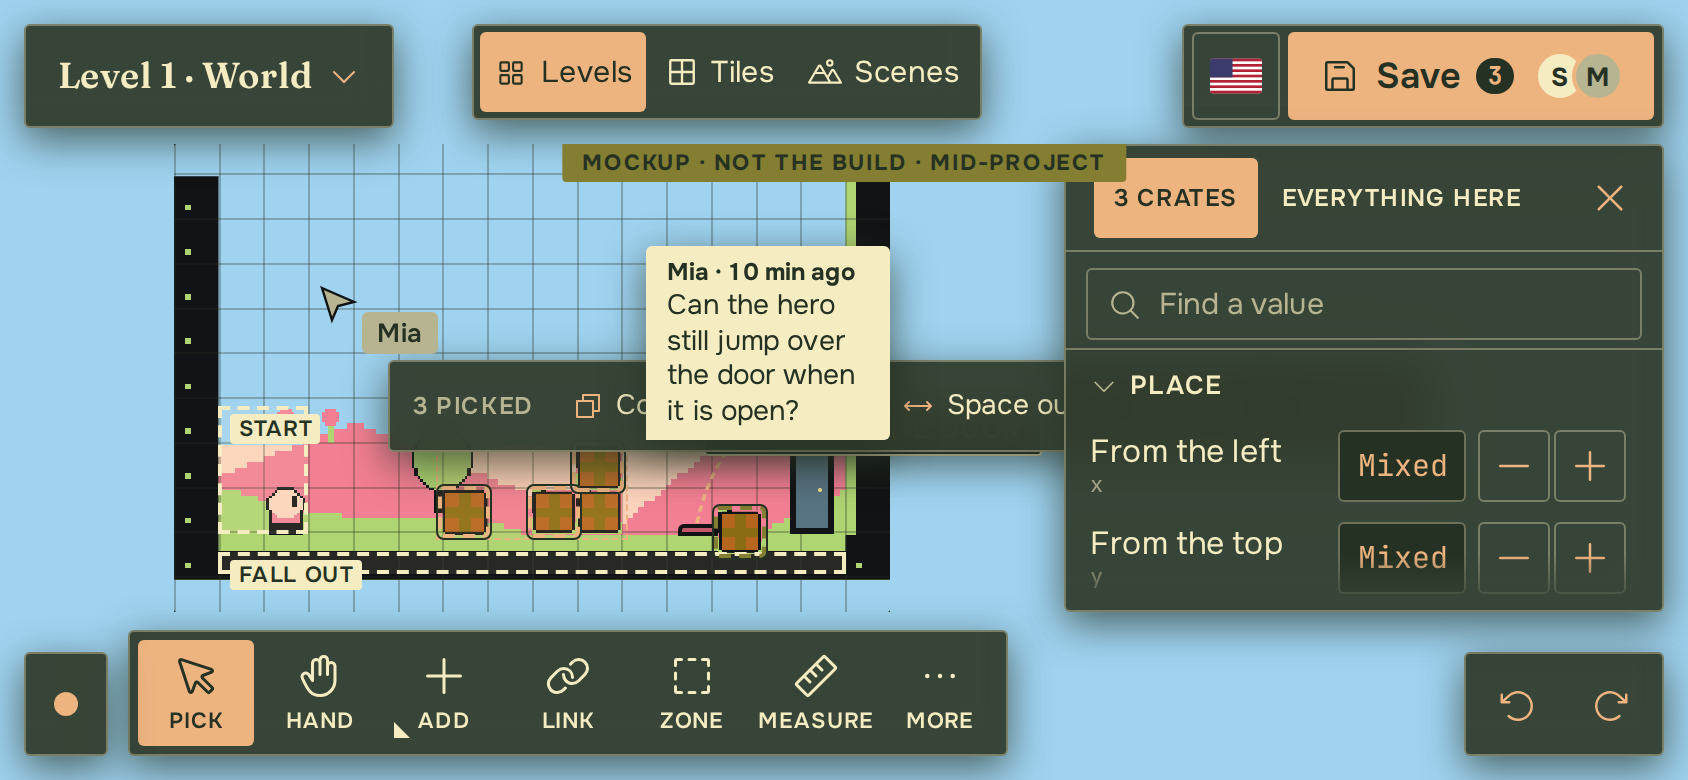 Level 1 · World
Levels
Tiles
Scenes
Save 3 S M
MOCKUP · NOT THE BUILD · MID-PROJECT
3 CRATES
EVERYTHING HERE
Find a value
PLACE
From the left
x
Mixed
From the top
y
Mixed
Mia · 10 min ago
Can the hero
still jump over
the door when
it is open?
Mia
3 PICKED
START
FALL OUT
PICK
HAND
ADD
LINK
ZONE
MEASURE
MORE
Space